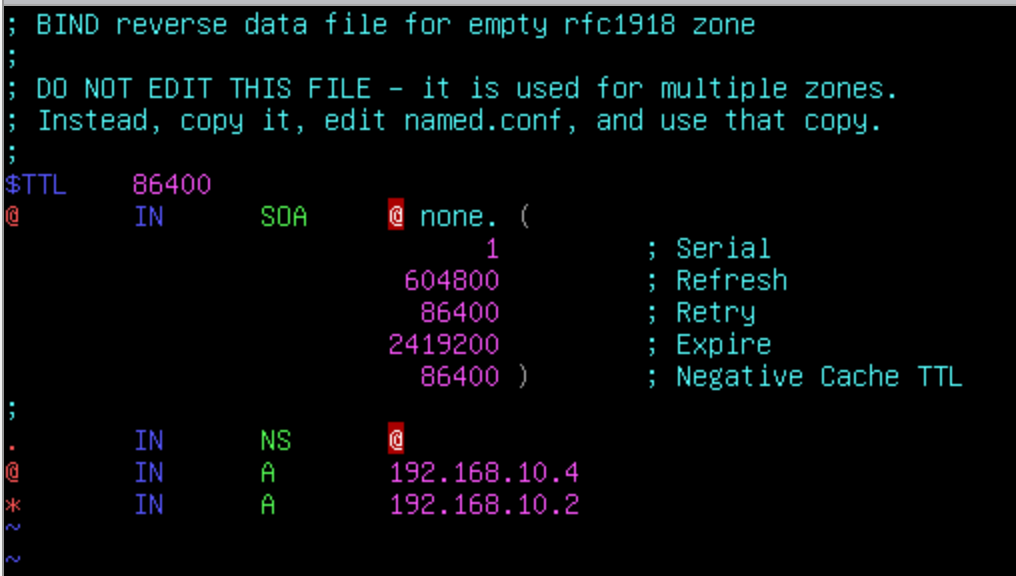 ; BIND reverse data file for empty rfc1918 zone
;
; DO NOT EDIT THIS FILE - it is used for multiple zones.
; Instead, copy it, edit named.conf, and use that copy.
;
$TTL 86400
@ IN SOA @ none. (
1 ; Serial
604800 ; Refresh
86400 ; Retry
2419200 ; Expire
86400 ) ; Negative Cache TTL
;
. IN NS @
@ IN A 192.168.10.4
* IN A 192.168.10.2
~
~